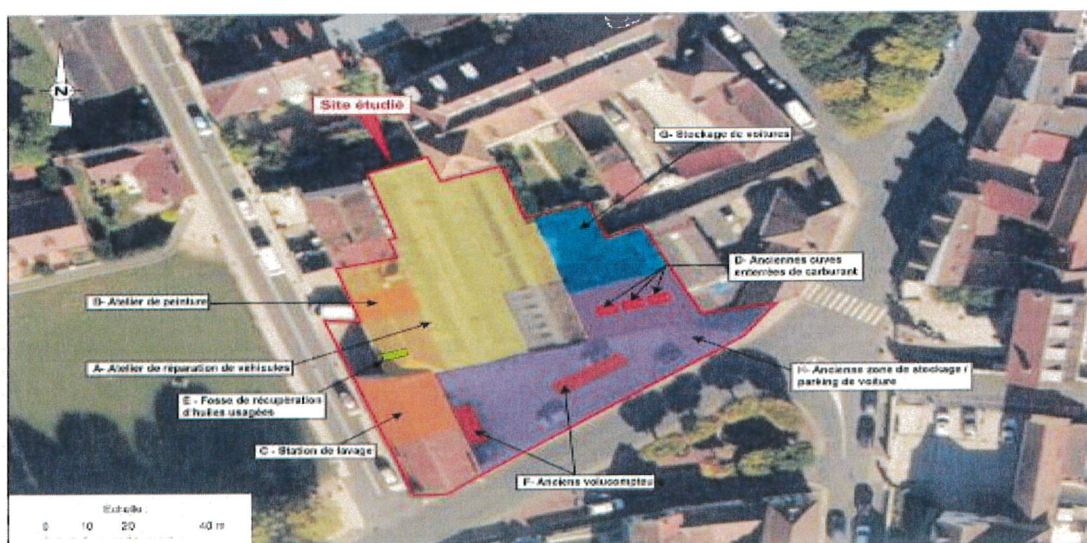 N
Site étudié
G- Stockage de voitures
D- Anciennes cuves
enterrées de carburant
B- Atelier de peinture
A- Atelier de réparation de véhicules
H- Ancienne zone de stockage /
parking de voiture
E - Fosse de récupération
d'huiles usagées
C - Station de lavage
F- Anciens volucompteu
Echelle :
0 10 20 40 m